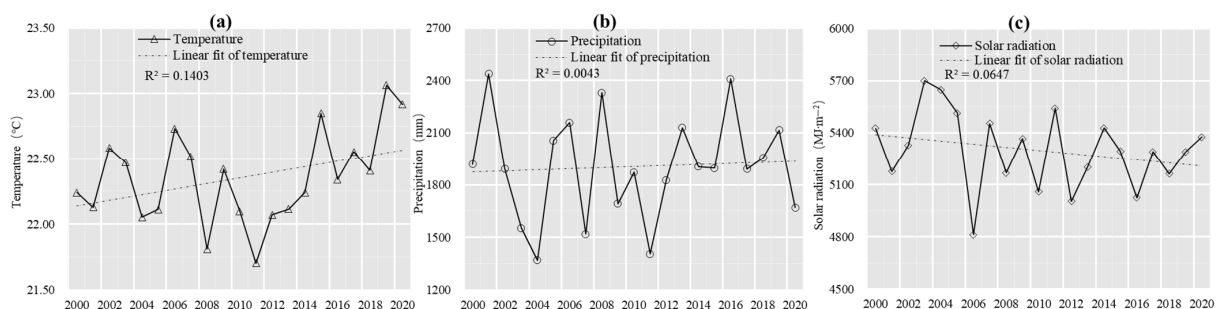 (a)
23.50
23.00
22.50
22.00
21.50
Temperature (℃)
Temperature
Linear fit of temperature
R² = 0.1403
2000 2002 2004 2006 2008 2010 2012 2014 2016 2018 2020
(b)
2700
2400
2100
1800
1500
1200
Precipitation (mm)
Precipitation
Linear fit of precipitation
R² = 0.0043
2000 2002 2004 2006 2008 2010 2012 2014 2016 2018 2020
(c)
6000
5700
5400
5100
4800
4500
Solar radiation (MJ·m⁻²)
Solar radiation
Linear fit of solar radiation
R² = 0.0647
2000 2002 2004 2006 2008 2010 2012 2014 2016 2018 2020